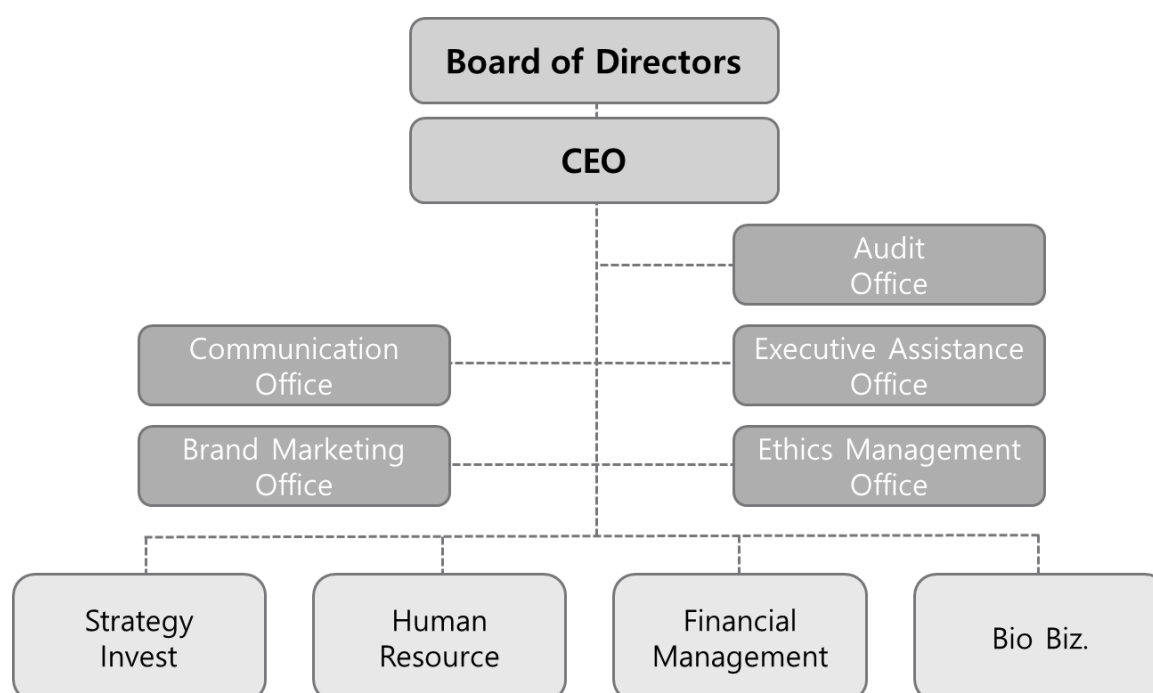 Board of Directors
CEO
Audit
Office
Communication
Office
Executive Assistance
Office
Brand Marketing
Office
Ethics Management
Office
Strategy
Invest
Human
Resource
Financial
Management
Bio Biz.